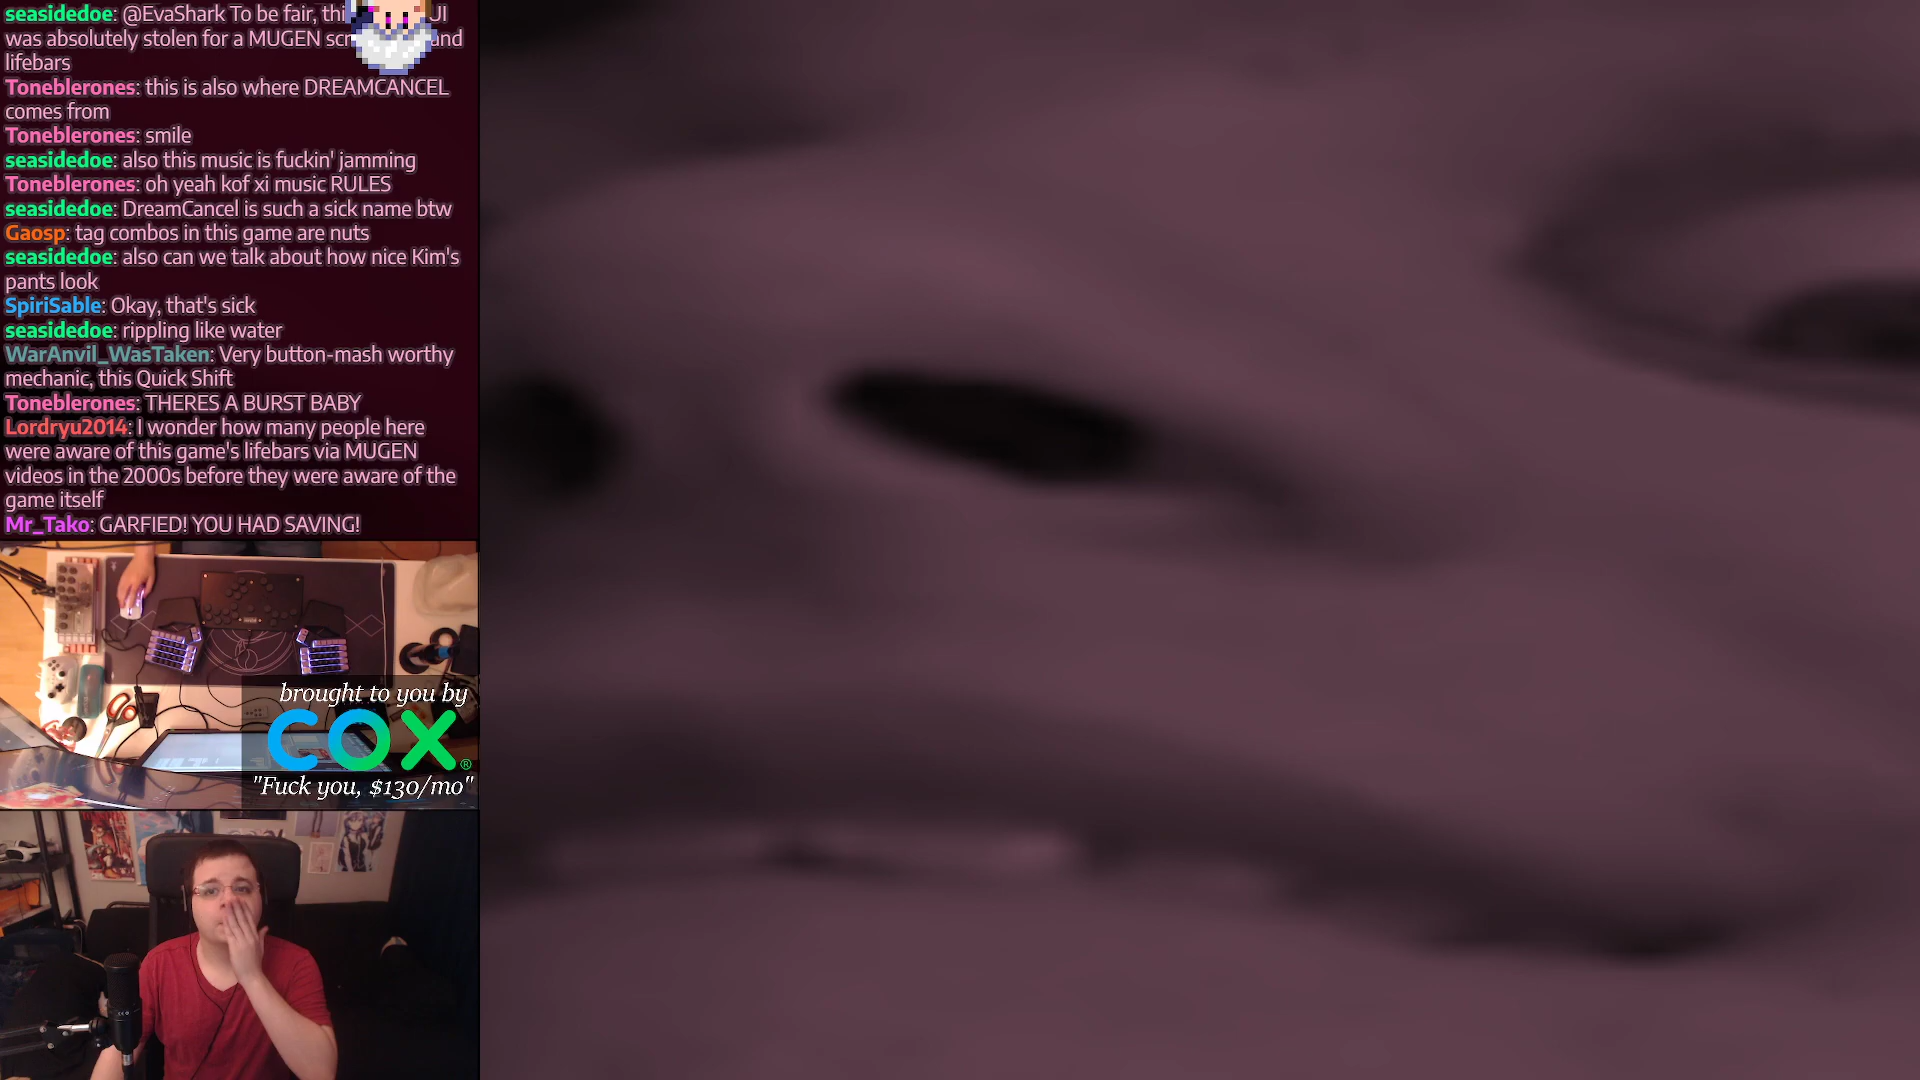 seasidedoe: @EvaShark To be fair, UI
was absolutely stolen for a MUGEN and
lifebars
Toneblerones: this is also where DREAMCANCEL
comes from
Toneblerones: smile
seasidedoe: also this music is fuckin' jamming
Toneblerones: oh yeah kof xi music RULES
seasidedoe: DreamCancel is such a sick name btw
Gaosp: tag combos in this game are nuts
seasidedoe: also can we talk about how nice Kim's
pants look
SpiriSable: Okay, that's sick
seasidedoe: rippling like water
WarAnvil_WasTaken: Very button-mash worthy
mechanic, this Quick Shift
Toneblerones: THERES A BURST BABY
Lordryu2014: I wonder how many people here
were aware of this game's lifebars via MUGEN
videos in the 2000s before they were aware of the
game itself
Mr_Tako: GARFIED! YOU HAD SAVING!
brought to you by
COX®
"Fuck you, $130/mo"